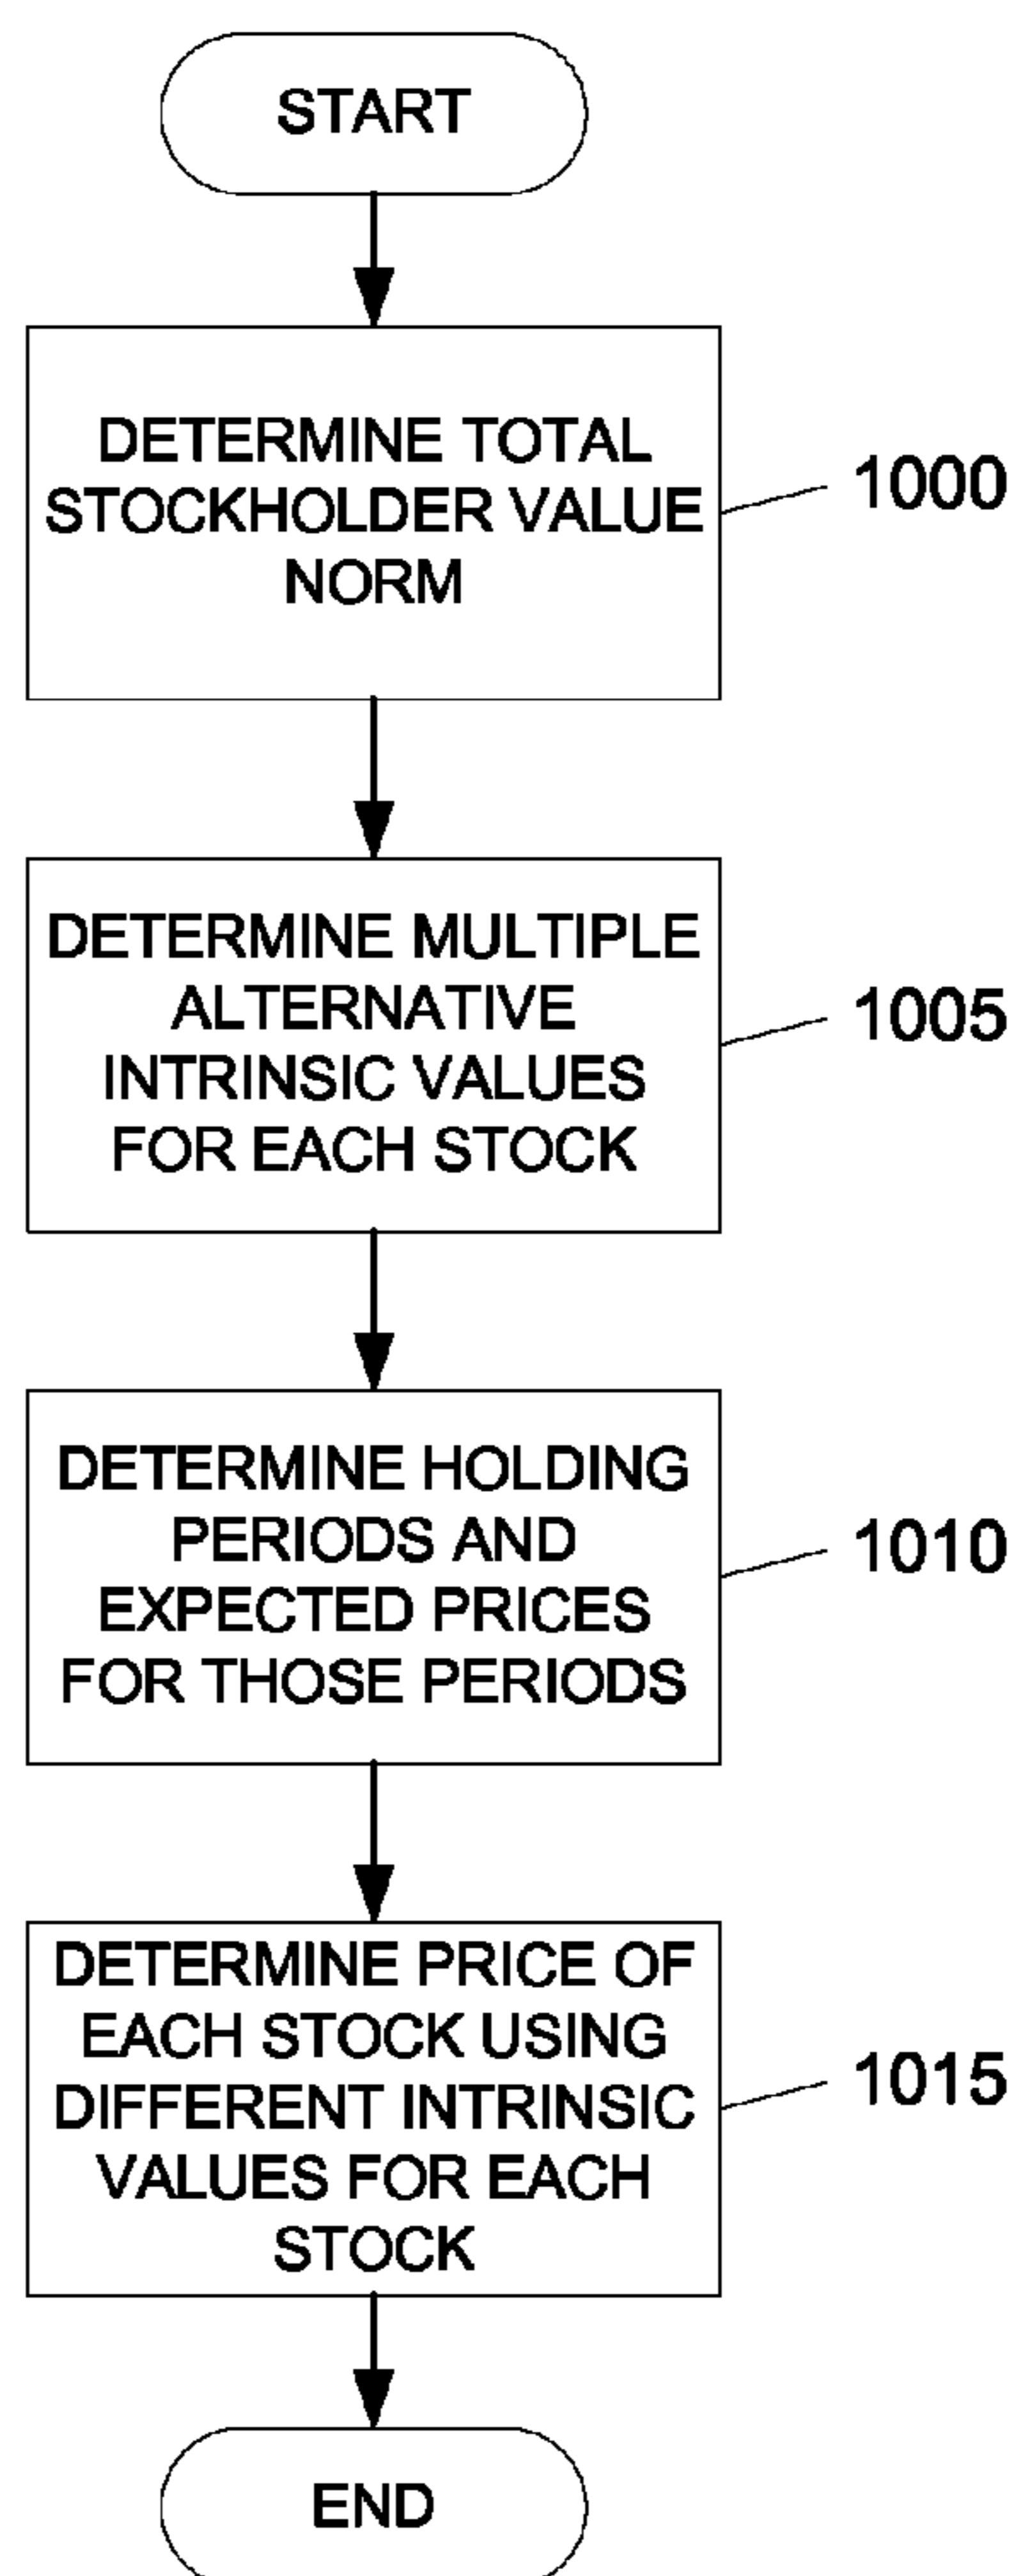 START
DETERMINE TOTAL
STOCKHOLDER VALUE
NORM
1000
DETERMINE MULTIPLE
ALTERNATIVE
INTRINSIC VALUES
FOR EACH STOCK
1005
DETERMINE HOLDING
PERIODS AND
EXPECTED PRICES
FOR THOSE PERIODS
1010
DETERMINE PRICE OF
EACH STOCK USING
DIFFERENT INTRINSIC
VALUES FOR EACH
STOCK
1015
END